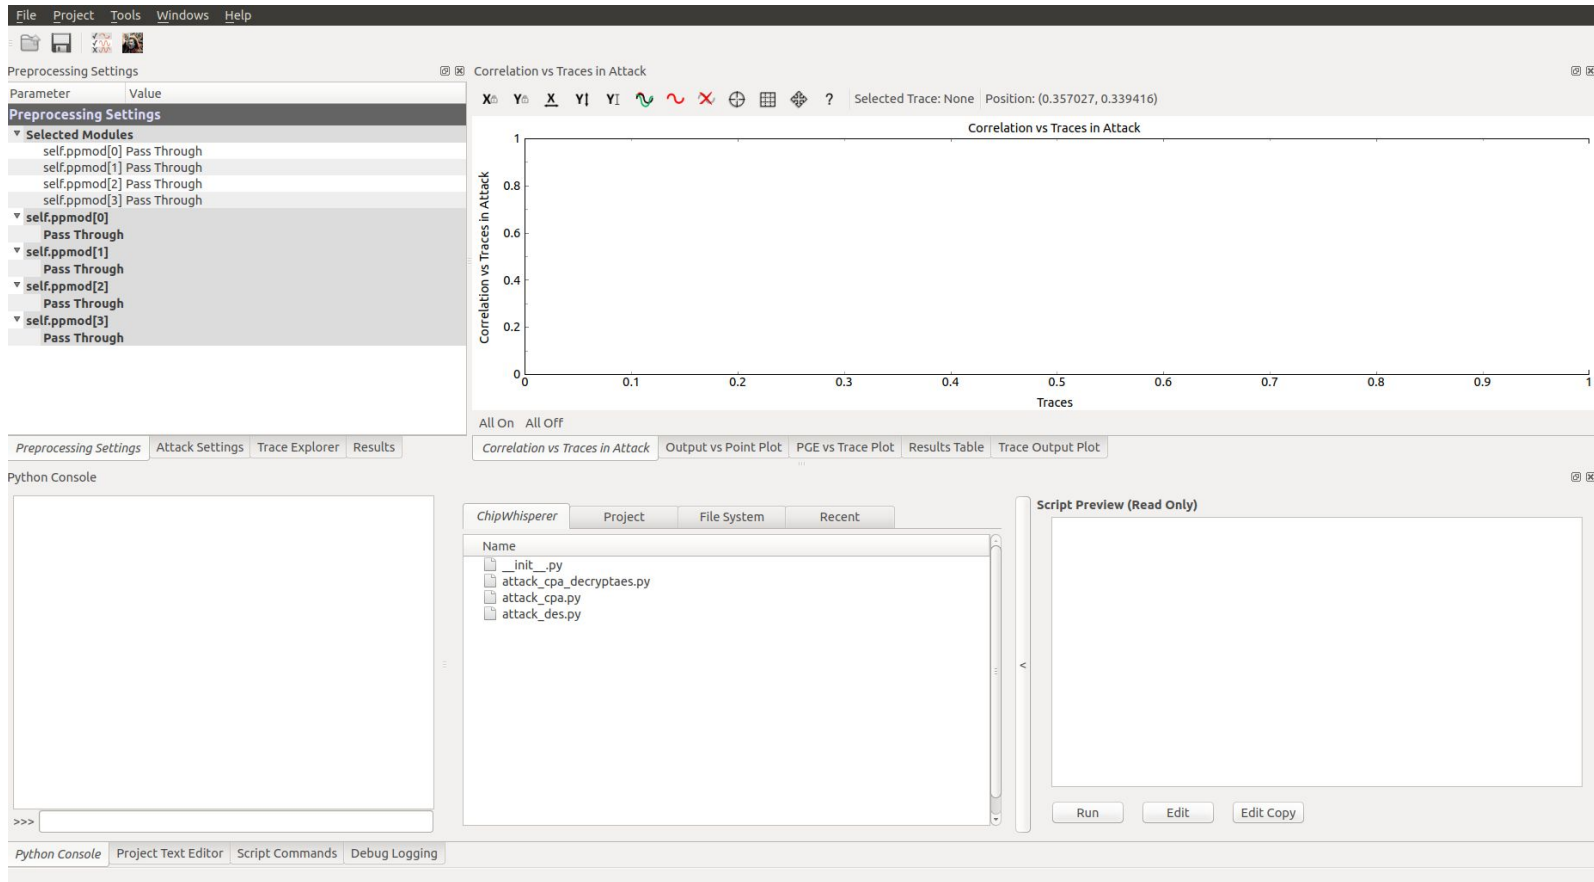 File Project Tools Windows Help
Preprocessing Settings
Parameter Value
Preprocessing Settings
Selected Modules
self.ppmod[0] Pass Through
self.ppmod[1] Pass Through
self.ppmod[2] Pass Through
self.ppmod[3] Pass Through
self.ppmod[0]
Pass Through
self.ppmod[1]
Pass Through
self.ppmod[2]
Pass Through
self.ppmod[3]
Pass Through
Preprocessing Settings Attack Settings Trace Explorer Results
Correlation vs Traces in Attack
X Y X Y Y ? Selected Trace: None Position: (0.357027, 0.339416)
Correlation vs Traces in Attack
Correlation vs Traces in Attack
1
0.8
0.6
0.4
0.2
0
0 0.1 0.2 0.3 0.4 0.5 0.6 0.7 0.8 0.9 1
Traces
All On All Off
Correlation vs Traces in Attack Output vs Point Plot PGE vs Trace Plot Results Table Trace Output Plot
Python Console
>>>
ChipWhisperer Project File System Recent
Name
__init__.py
attack_cpa_decryptaes.py
attack_cpa.py
attack_des.py
<
Script Preview (Read Only)
Run Edit Edit Copy
Python Console Project Text Editor Script Commands Debug Logging